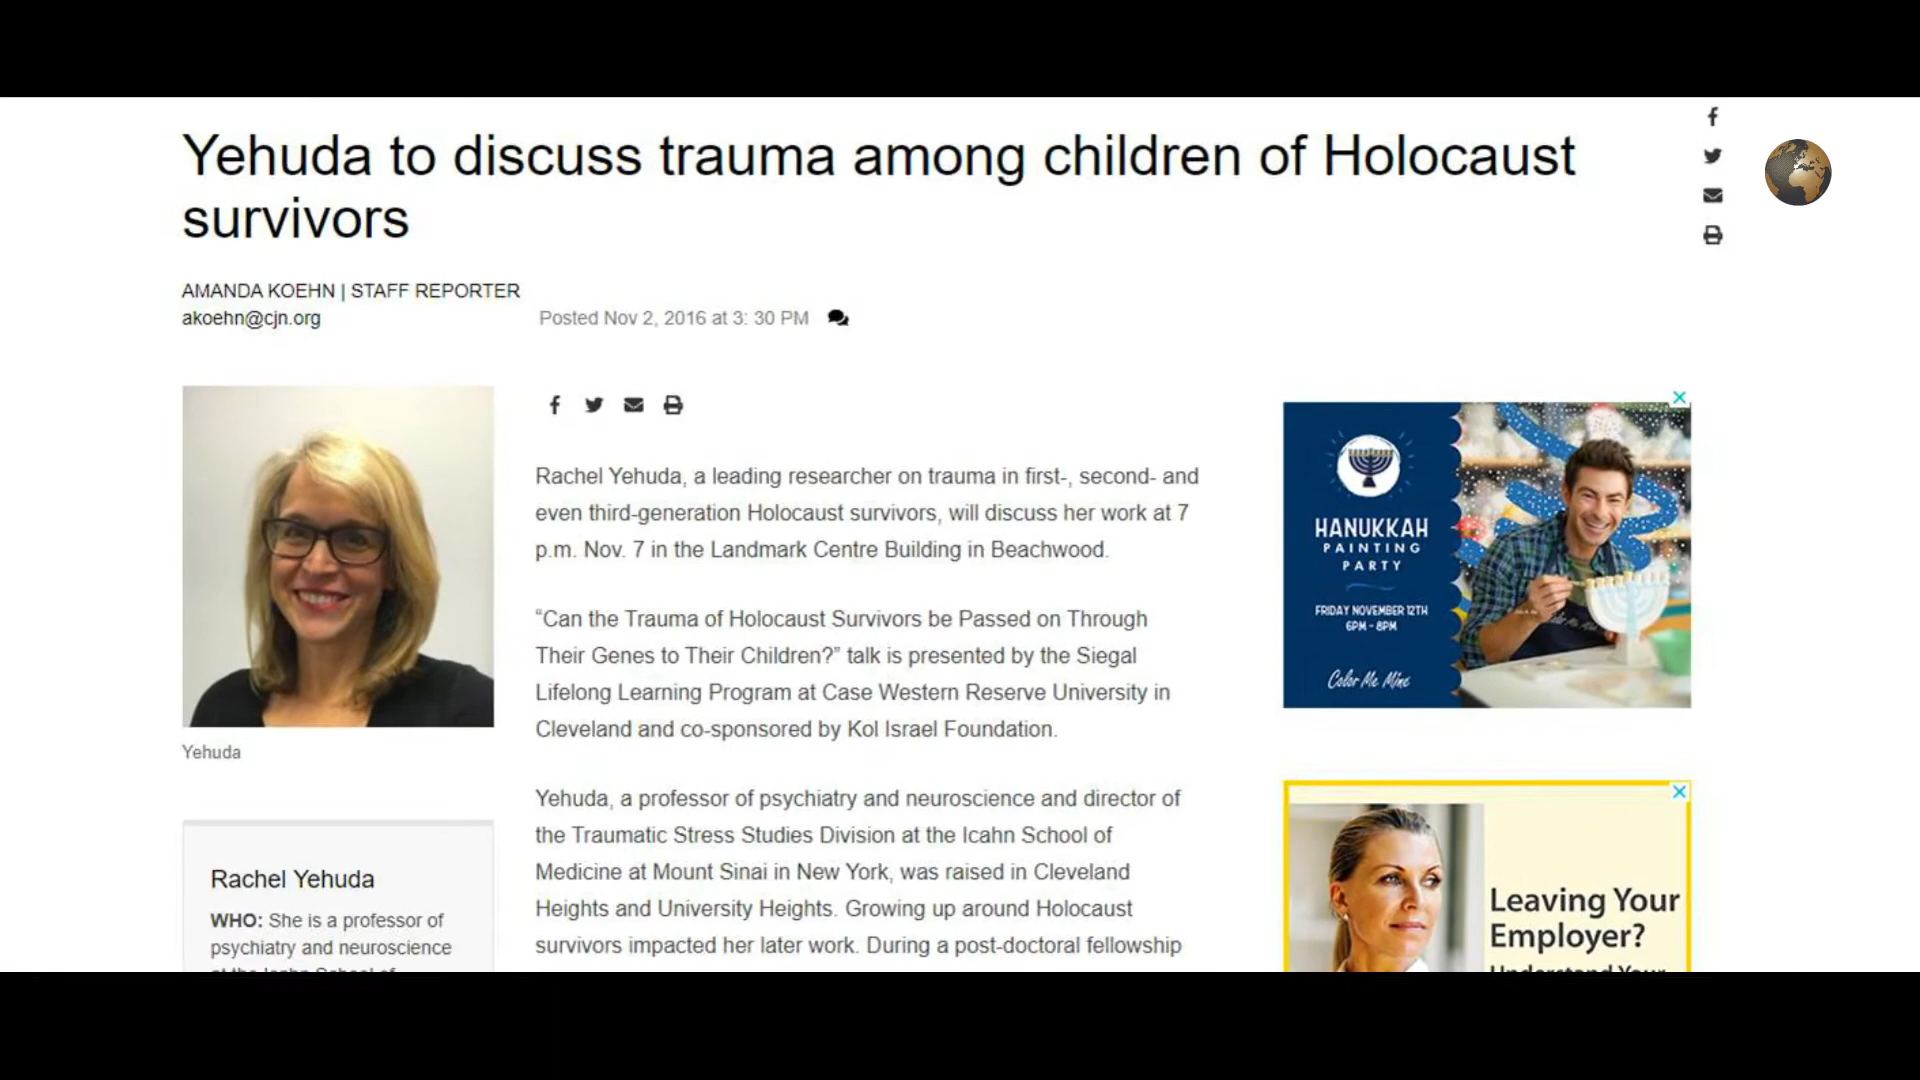 Yehuda to discuss trauma among children of Holocaust
survivors
AMANDA KOEHN | STAFF REPORTER
akoehn@cjn.org
Posted Nov 2, 2016 at 3: 30 PM
Yehuda
Rachel Yehuda
WHO: She is a professor of
psychiatry and neuroscience
at the Icahn School of
Rachel Yehuda, a leading researcher on trauma in first-, second- and
even third-generation Holocaust survivors, will discuss her work at 7
p.m. Nov. 7 in the Landmark Centre Building in Beachwood.
“Can the Trauma of Holocaust Survivors be Passed on Through
Their Genes to Their Children?” talk is presented by the Siegal
Lifelong Learning Program at Case Western Reserve University in
Cleveland and co-sponsored by Kol Israel Foundation.
Yehuda, a professor of psychiatry and neuroscience and director of
the Traumatic Stress Studies Division at the Icahn School of
Medicine at Mount Sinai in New York, was raised in Cleveland
Heights and University Heights. Growing up around Holocaust
survivors impacted her later work. During a post-doctoral fellowship
HANUKKAH
PAINTING
PARTY
FRIDAY NOVEMBER 12TH
6PM - 8PM
Color Me Mine
Leaving Your
Employer?
Understand Your